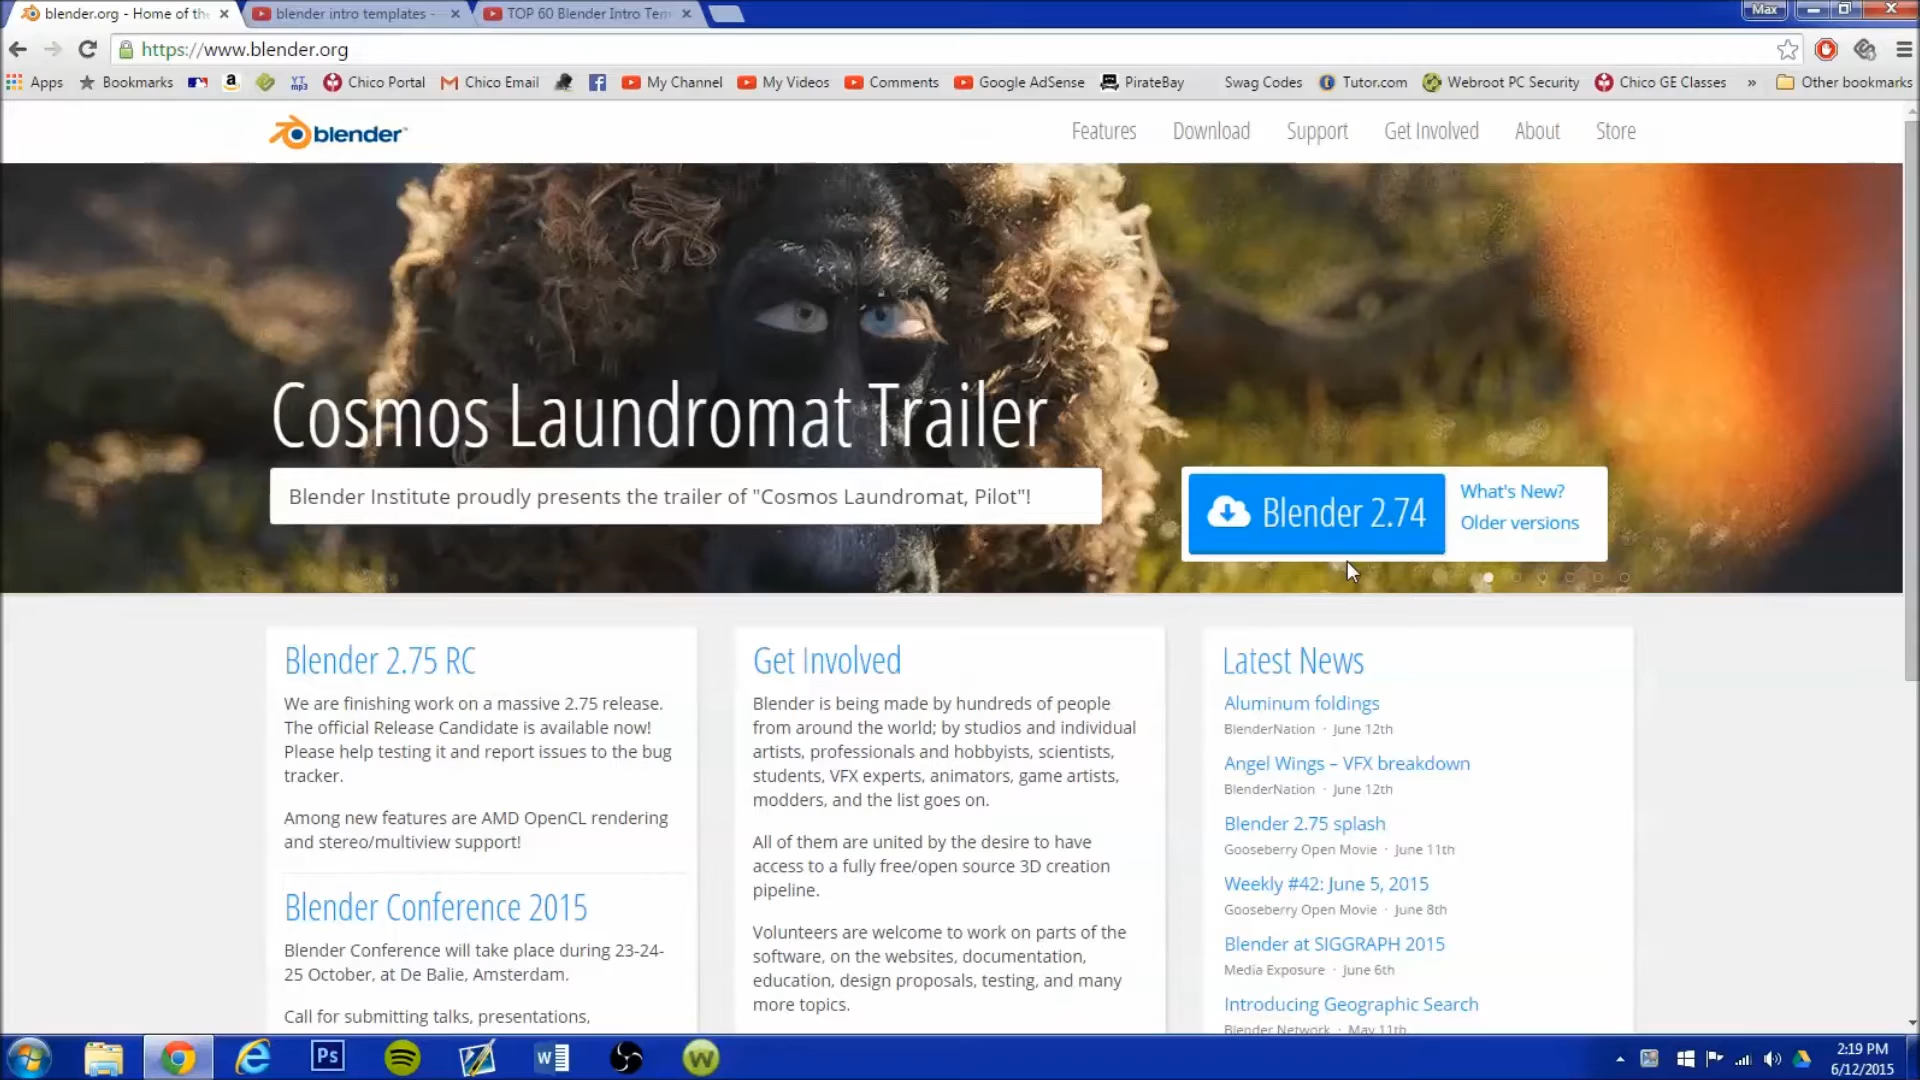 blender.org - Home of the
blender intro templates -
TOP 60 Blender Intro Tem
Max
https://www.blender.org
Apps
Bookmarks
YT
mp3
Chico Portal
Chico Email
My Channel
My Videos
Comments
Google AdSense
PirateBay
Swag Codes
Tutor.com
Webroot PC Security
Chico GE Classes
»
Other bookmarks
blender
Features
Download
Support
Get Involved
About
Store
Cosmos Laundromat Trailer
Blender Institute proudly presents the trailer of "Cosmos Laundromat, Pilot"!
Blender 2.74
What's New?
Older versions
Blender 2.75 RC
We are finishing work on a massive 2.75 release.
The official Release Candidate is available now!
Please help testing it and report issues to the bug
tracker.
Among new features are AMD OpenCL rendering
and stereo/multiview support!
Blender Conference 2015
Blender Conference will take place during 23-24-
25 October, at De Balie, Amsterdam.
Call for submitting talks, presentations,
Get Involved
Blender is being made by hundreds of people
from around the world; by studios and individual
artists, professionals and hobbyists, scientists,
students, VFX experts, animators, game artists,
modders, and the list goes on.
All of them are united by the desire to have
access to a fully free/open source 3D creation
pipeline.
Volunteers are welcome to work on parts of the
software, on the websites, documentation,
education, design proposals, testing, and many
more topics.
Latest News
Aluminum foldings
BlenderNation · June 12th
Angel Wings – VFX breakdown
BlenderNation · June 12th
Blender 2.75 splash
Gooseberry Open Movie · June 11th
Weekly #42: June 5, 2015
Gooseberry Open Movie · June 8th
Blender at SIGGRAPH 2015
Media Exposure · June 6th
Introducing Geographic Search
Blender Network · May 11th
Ps
W
2:19 PM
6/12/2015